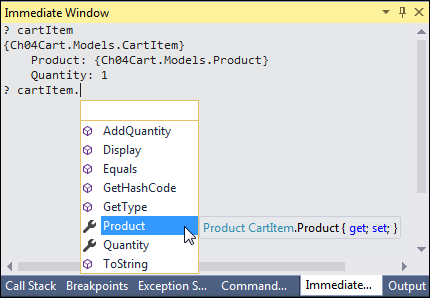 Immediate Window
? cartItem
{Ch04Cart.Models.CartItem}
Product: {Ch04Cart.Models.Product}
Quantity: 1
? cartItem.
AddQuantity
Display
Equals
GetHashCode
GetType
Product
Product CartItem.Product { get; set; }
Quantity
ToString
Call Stack Breakpoints Exception S... Command... Immediate... Output